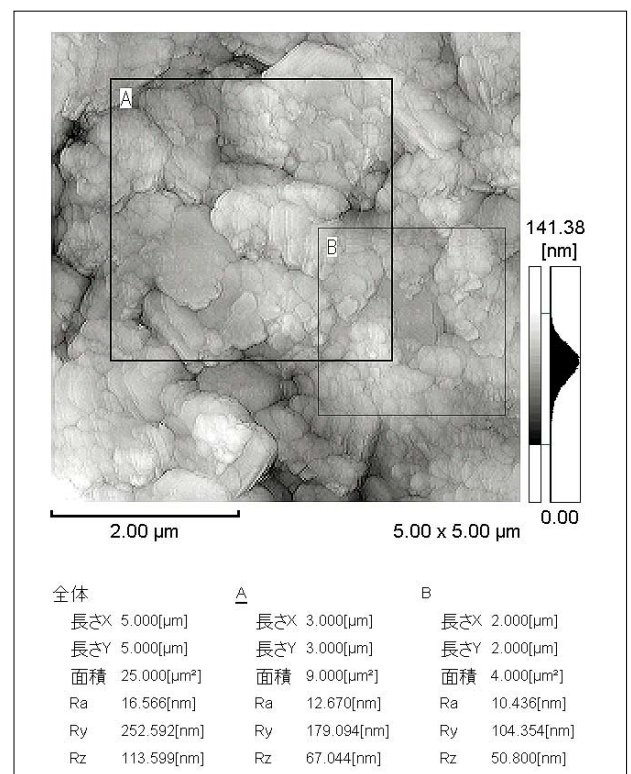 A
B
141.38
[nm]
0.00
2.00 µm
5.00 x 5.00 µm
全体 A B
長さX 5.000[µm] 長さX 3.000[µm] 長さX 2.000[µm]
長さY 5.000[µm] 長さY 3.000[µm] 長さY 2.000[µm]
面積 25.000[µm²] 面積 9.000[µm²] 面積 4.000[µm²]
Ra 16.566[nm] Ra 12.670[nm] Ra 10.436[nm]
Ry 252.592[nm] Ry 179.094[nm] Ry 104.354[nm]
Rz 113.599[nm] Rz 67.044[nm] Rz 50.800[nm]